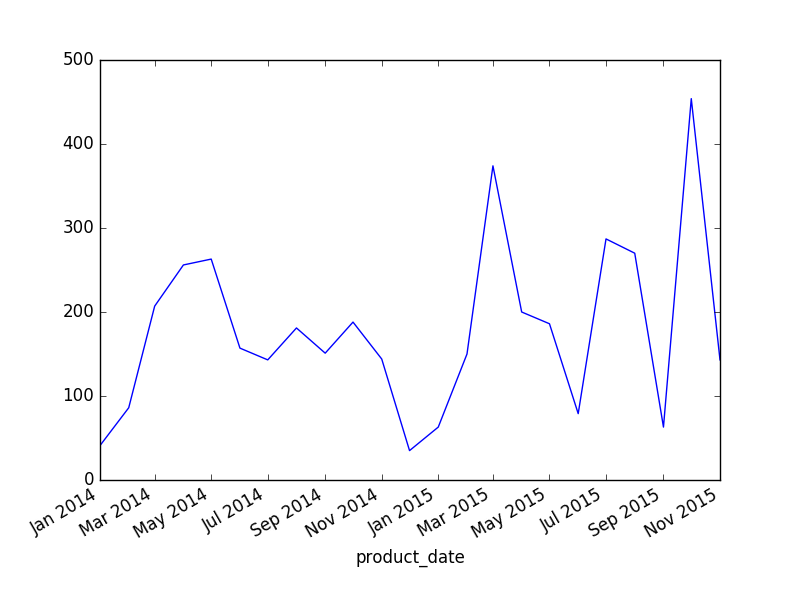 500
400
300
200
100
0
Jan 2014
Mar 2014
May 2014
Jul 2014
Sep 2014
Nov 2014
Jan 2015
Mar 2015
May 2015
Jul 2015
Sep 2015
Nov 2015
product_date